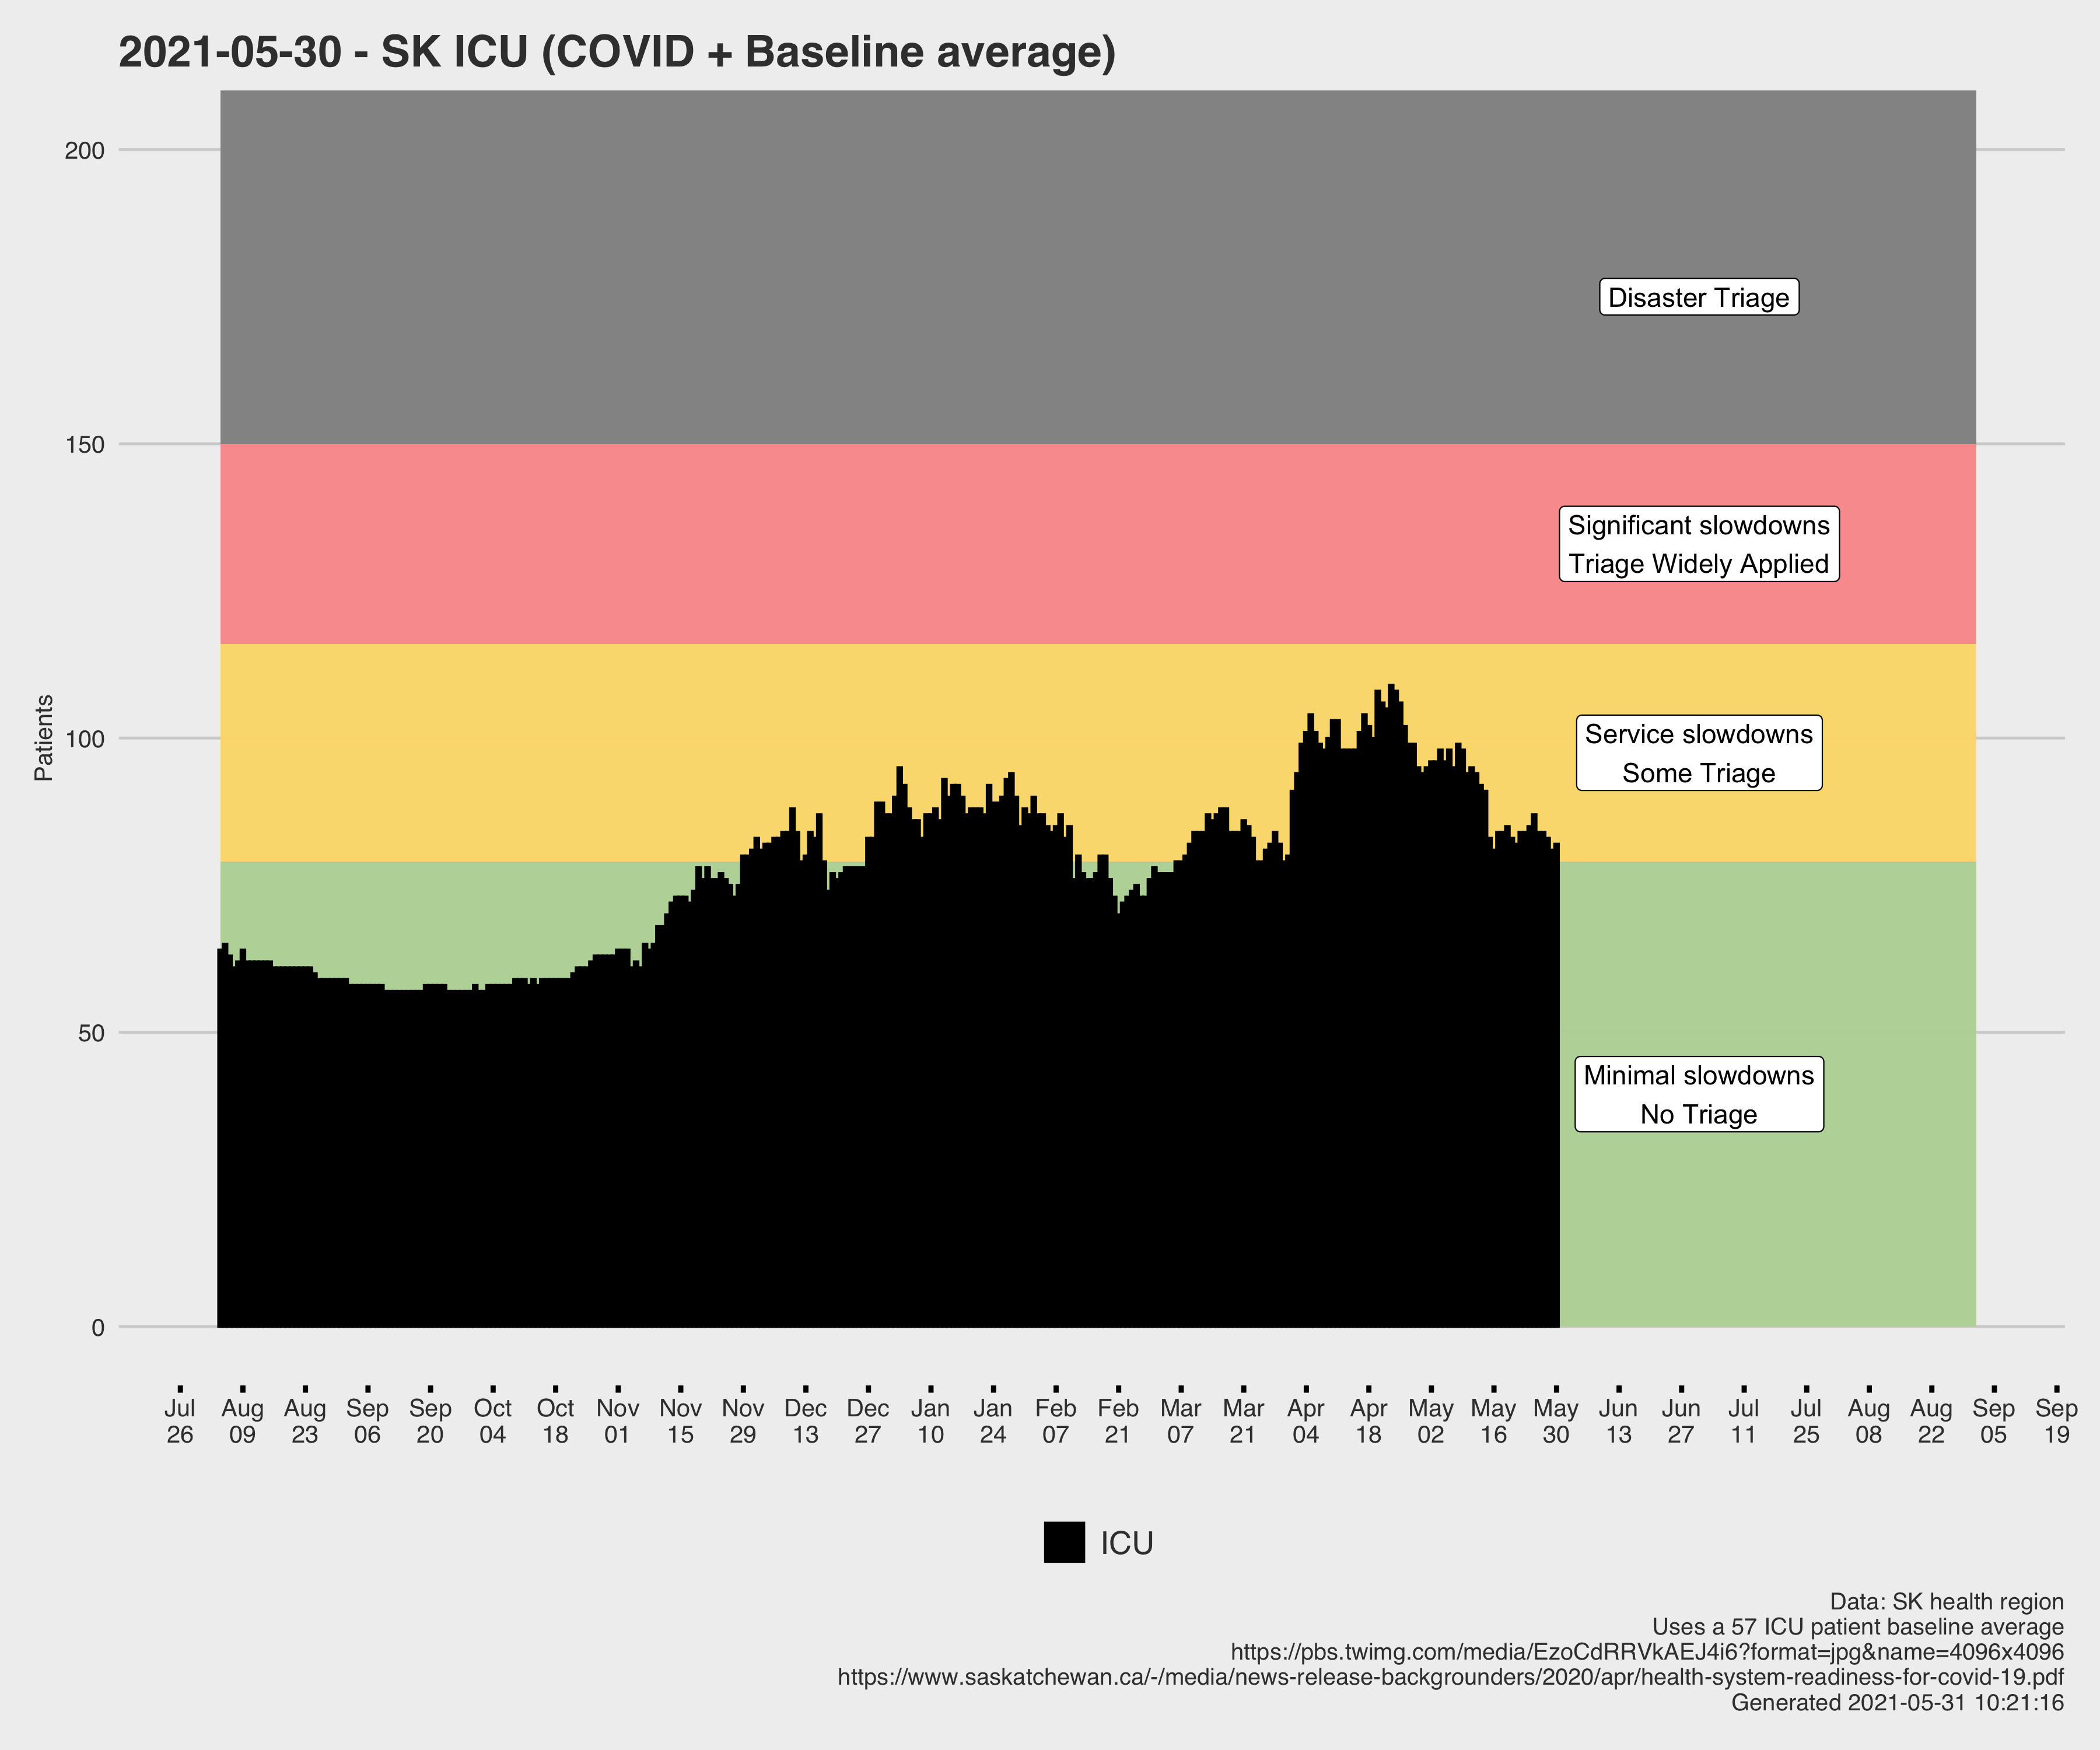 2021-05-30 - SK ICU (COVID + Baseline average)
200
150
100
50
0
Patients
Disaster Triage
Significant slowdowns
Triage Widely Applied
Service slowdowns
Some Triage
Minimal slowdowns
No Triage
Jul Aug Aug Sep Sep Oct Oct Nov Nov Nov Dec Dec Jan Jan Feb Feb Mar Mar Apr Apr May May May Jun Jun Jul Jul Aug Aug Sep Sep
26 09 23 06 20 04 18 01 15 29 13 27 10 24 07 21 07 21 04 18 02 16 30 13 27 11 25 08 22 05 19
ICU
Data: SK health region
Uses a 57 ICU patient baseline average
https://pbs.twimg.com/media/EzoCdRRVkAEJ4i6?format=jpg&name=4096x4096
https://www.saskatchewan.ca/-/media/news-release-backgrounders/2020/apr/health-system-readiness-for-covid-19.pdf
Generated 2021-05-31 10:21:16